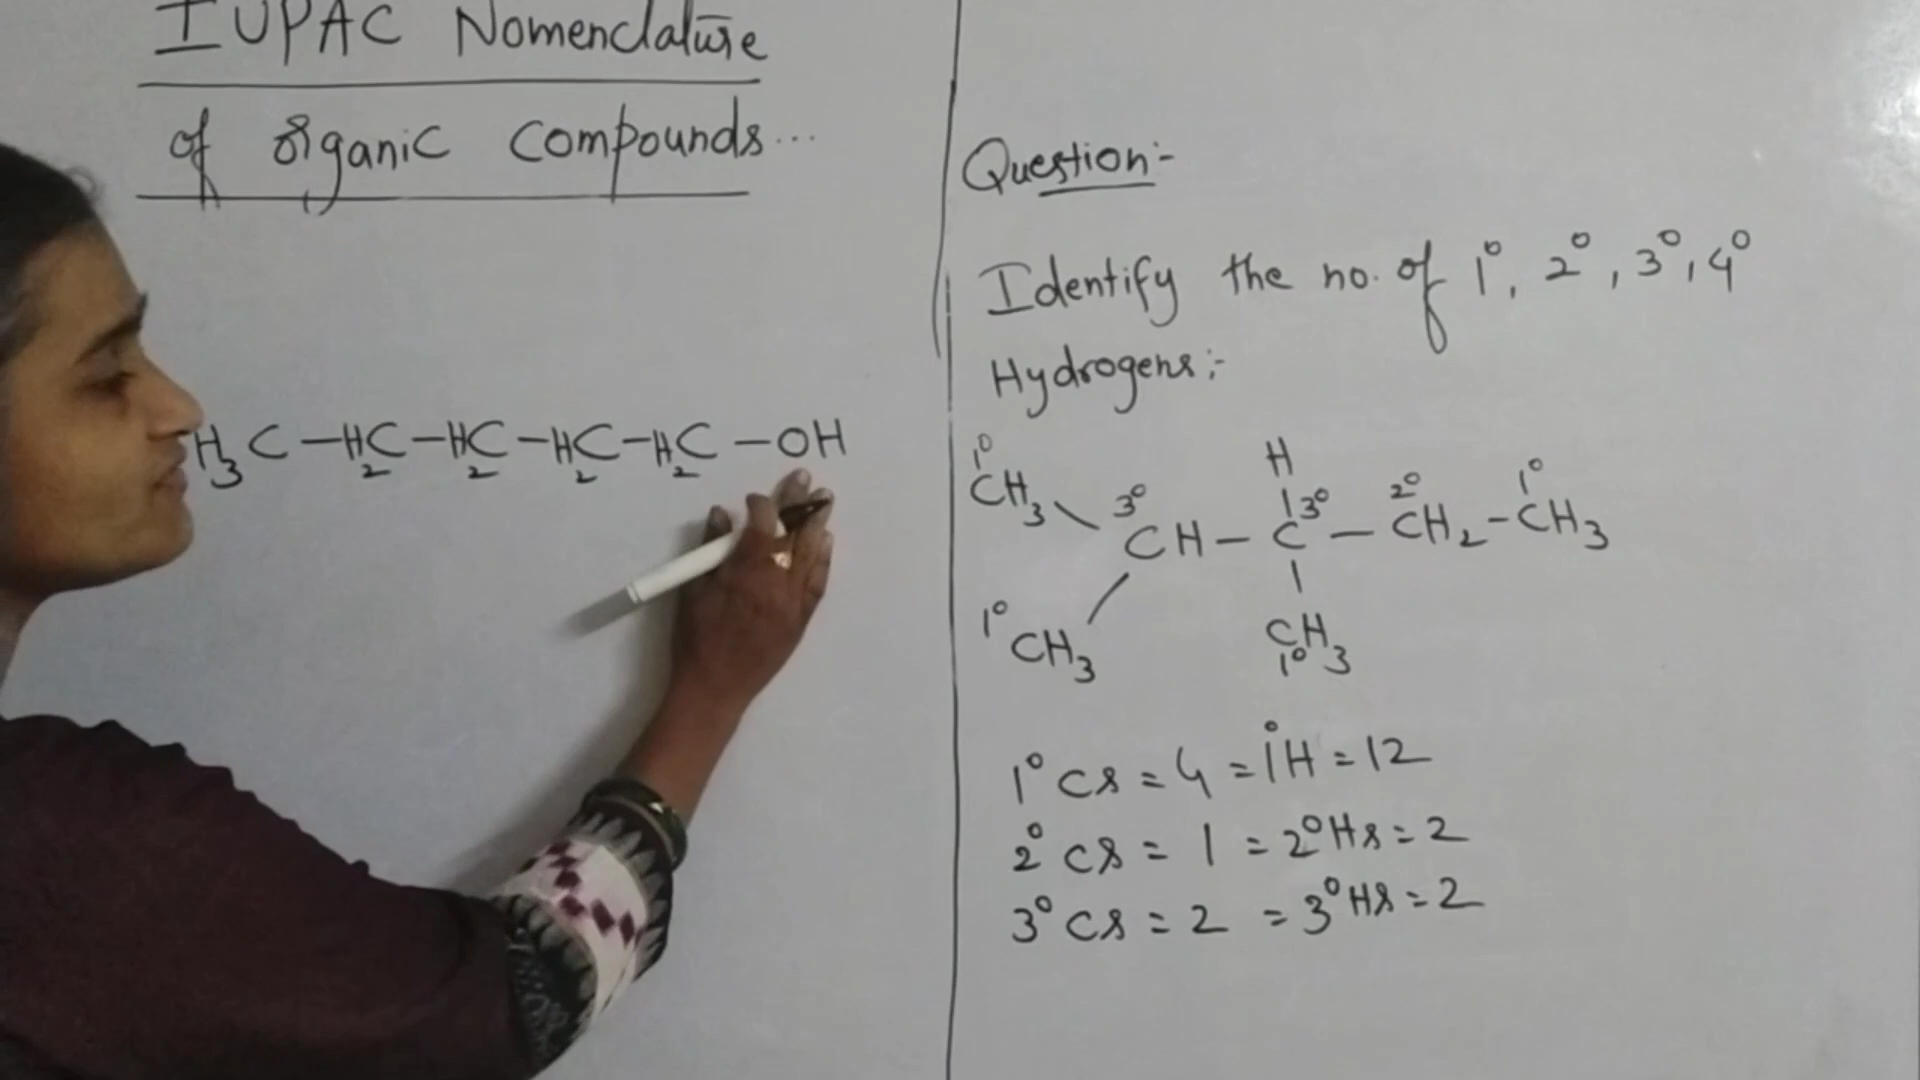 IUPAC Nomenclature
of organic compounds...
H3C-H2C-H2C-H2C-H2C-OH
Question:-
Identify the no. of 1°, 2°, 3°, 4°
Hydrogens:-
1° H 1°
CH3 3° 3° 2°
CH - C - CH2 - CH3
1° CH3 CH3
1°
1° Cs = 4 = 1°H = 12
2° Cs = 1 = 2°Hs = 2
3° Cs = 2 = 3°Hs = 2